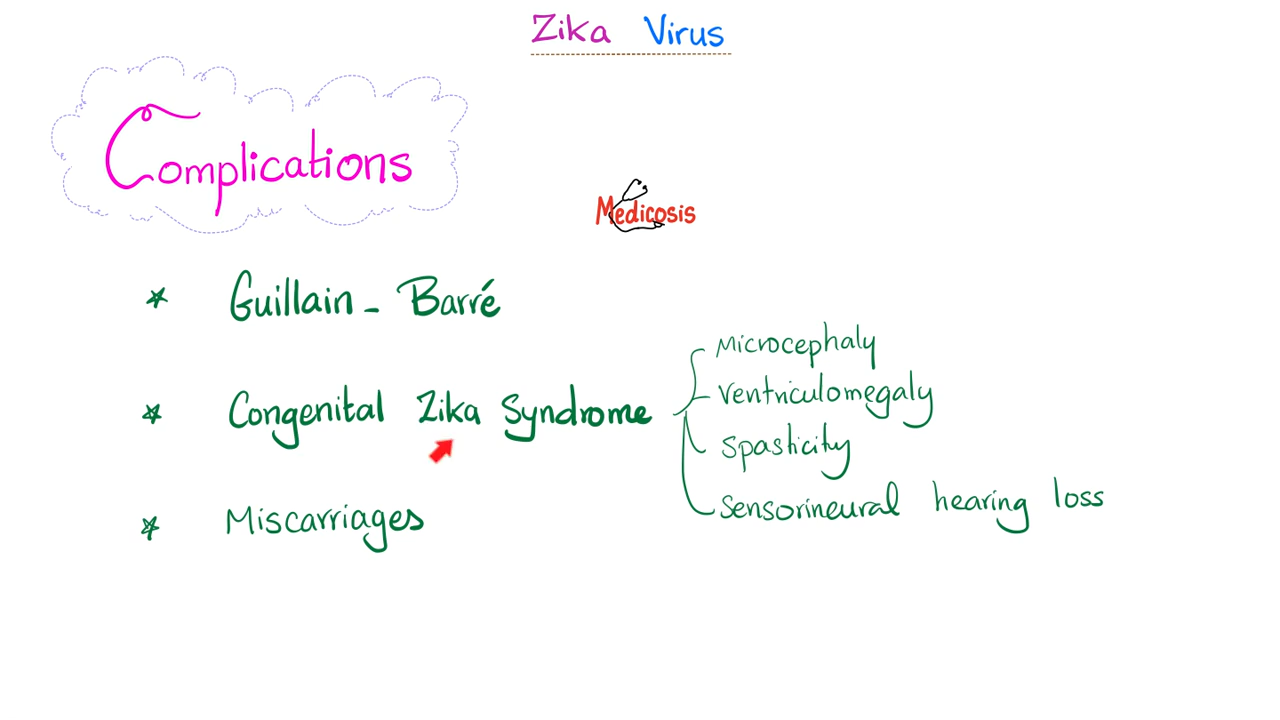 Zika Virus
Complications
Medicosis
* Guillain - Barré
* Congenital Zika Syndrome
Microcephaly
Ventriculomegaly
Spasticity
Sensorineural hearing loss
* Miscarriages